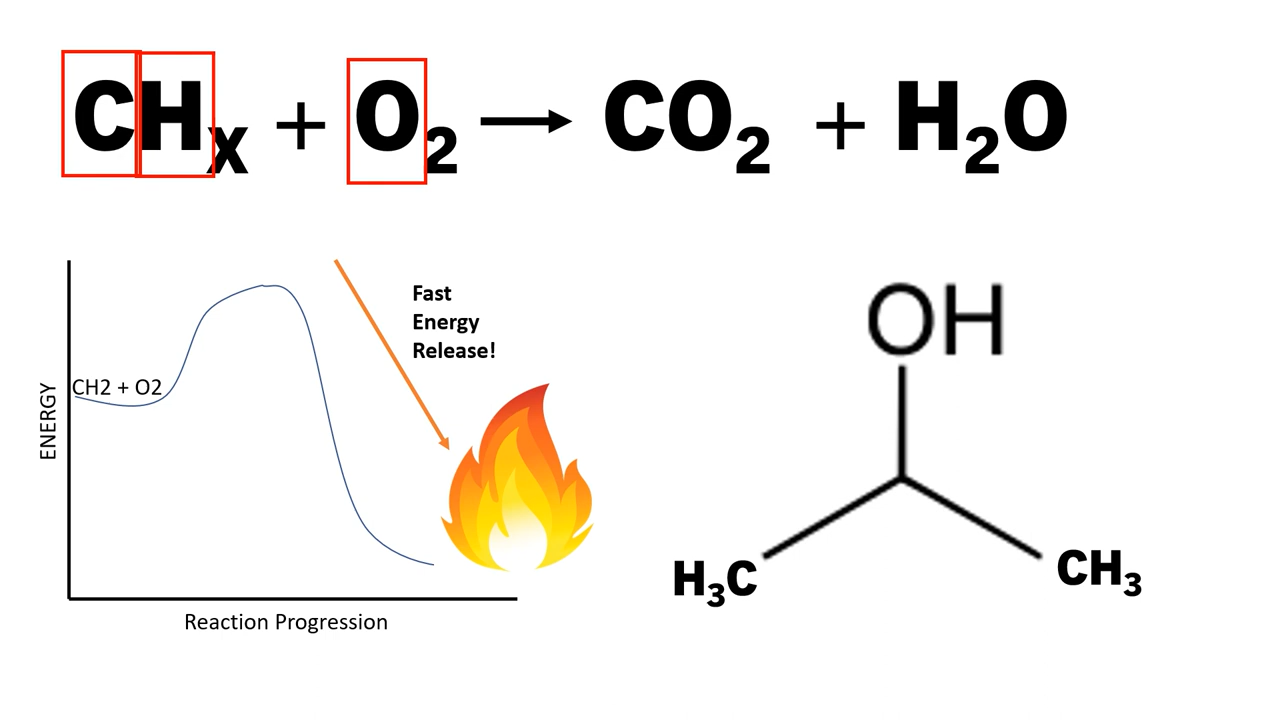 CHₓ + O₂ → CO₂ + H₂O
Fast
Energy
Release!
CH2 + O2
ENERGY
Reaction Progression
OH
H₃C
CH₃